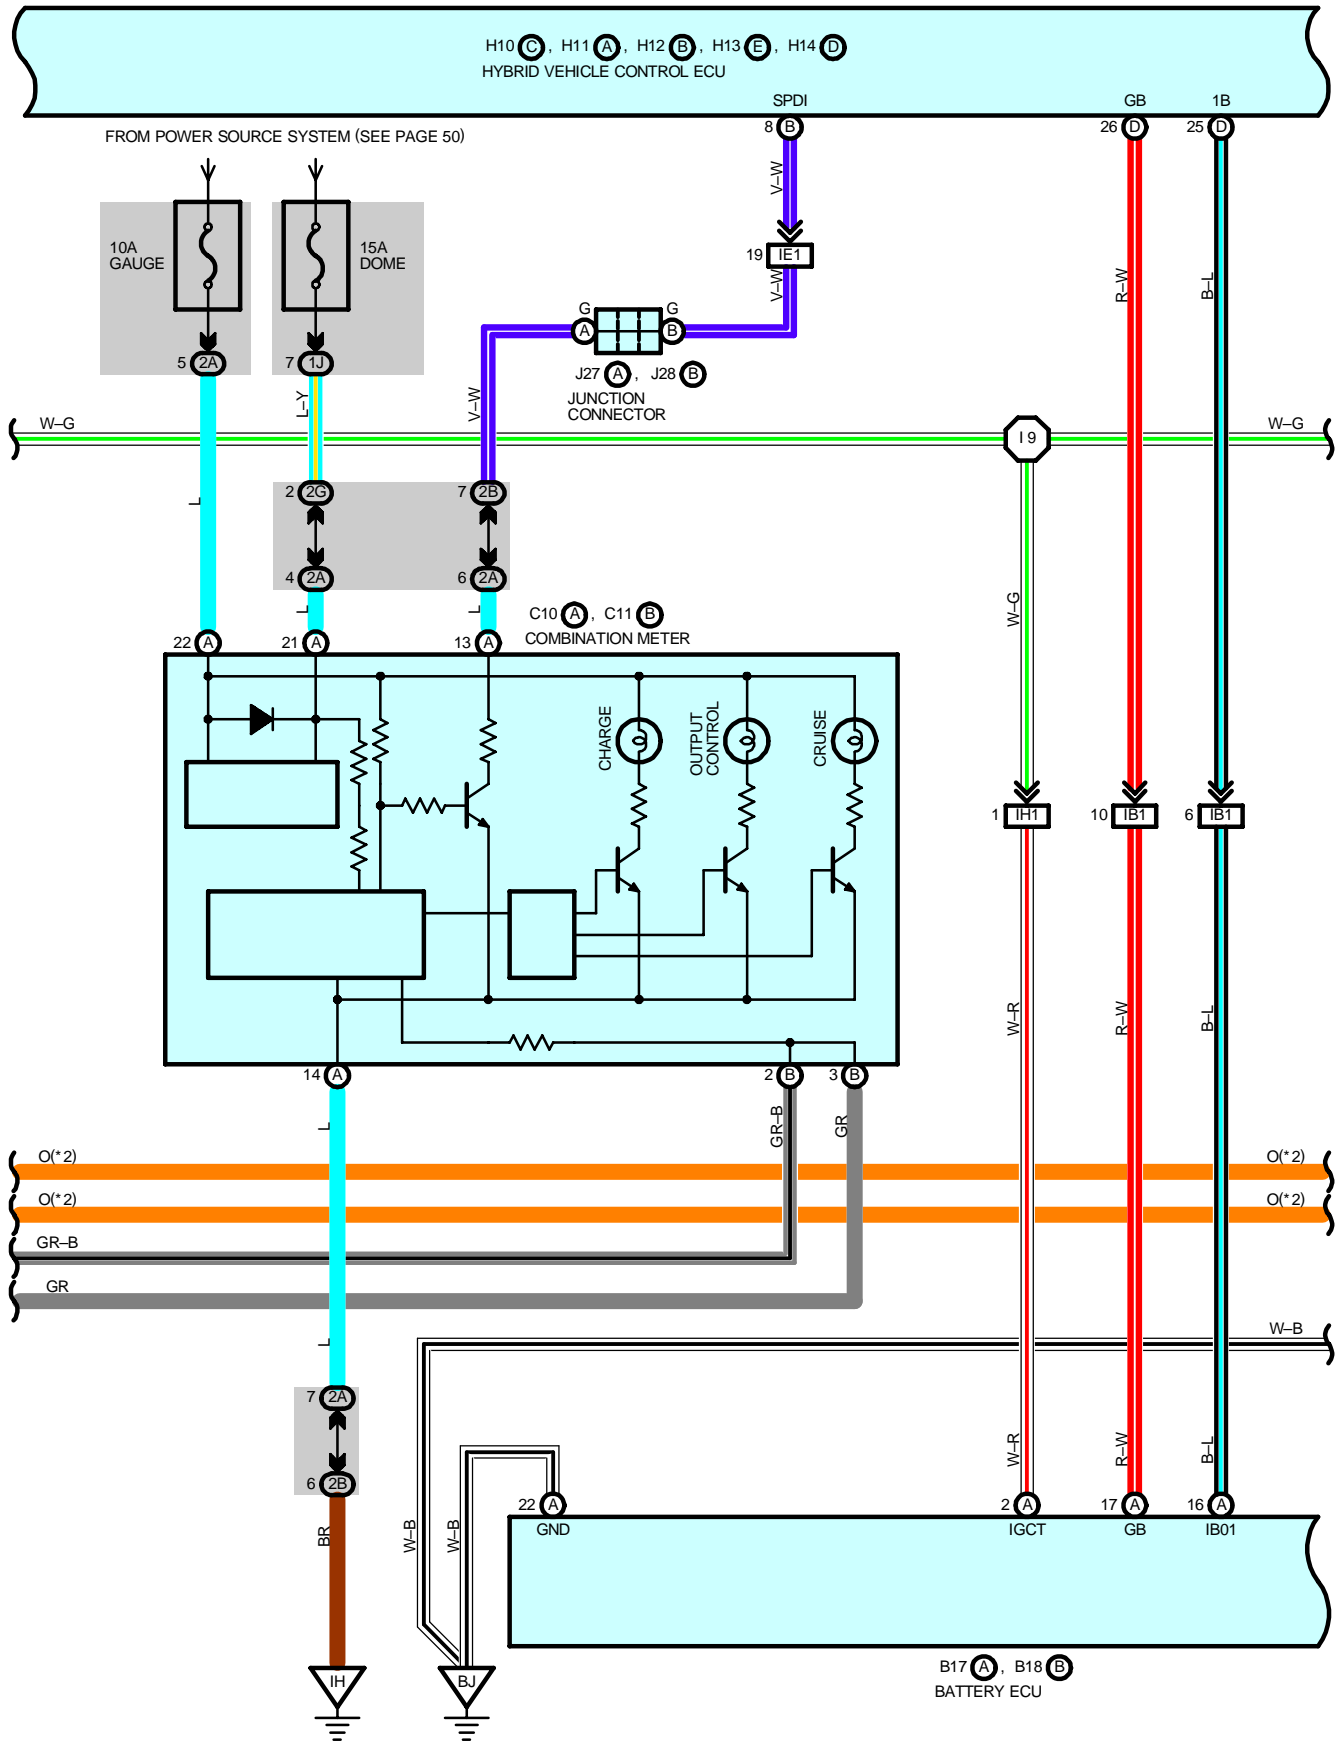 H10 C , H11 A , H12 B , H13 E , H14 D
HYBRID VEHICLE CONTROL ECU
SPDI GB 1B
8 B 26 D 25 D
FROM POWER SOURCE SYSTEM (SEE PAGE 50)
V–W
10A
GAUGE
15A
DOME
19 IE1
V–W
R–W
B–L
G G
A B
5 2A 7 1J
J27 A , J28 B
JUNCTION
CONNECTOR
L–Y
V–W
W–G W–G
I 9
L
2 2G 7 2B
4 2A 6 2A
L L
W–G
C10 A , C11 B
COMBINATION METER
22 A 21 A 13 A
CHARGE
OUTPUT
CONTROL
CRUISE
1 IH1 10 IB1 6 IB1
W–R
R–W
B–L
14 A 2 B 3 B
L
GR–B
GR
O(*2) O(*2)
O(*2) O(*2)
GR–B
GR
W–B
L
7 2A
W–R
R–W
B–L
6 2B
22 A 2 A 17 A 16 A
GND IGCT GB IB01
BR
W–B
W–B
IH BJ
B17 A , B18 B
BATTERY ECU